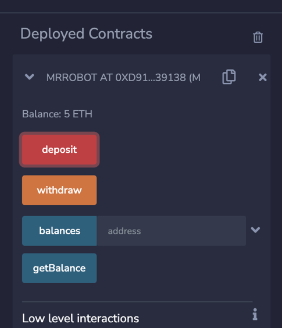 Deployed Contracts
MRROBOT AT 0XD91...39138 (M
Balance: 5 ETH
deposit
withdraw
balances address
getBalance
Low level interactions
i